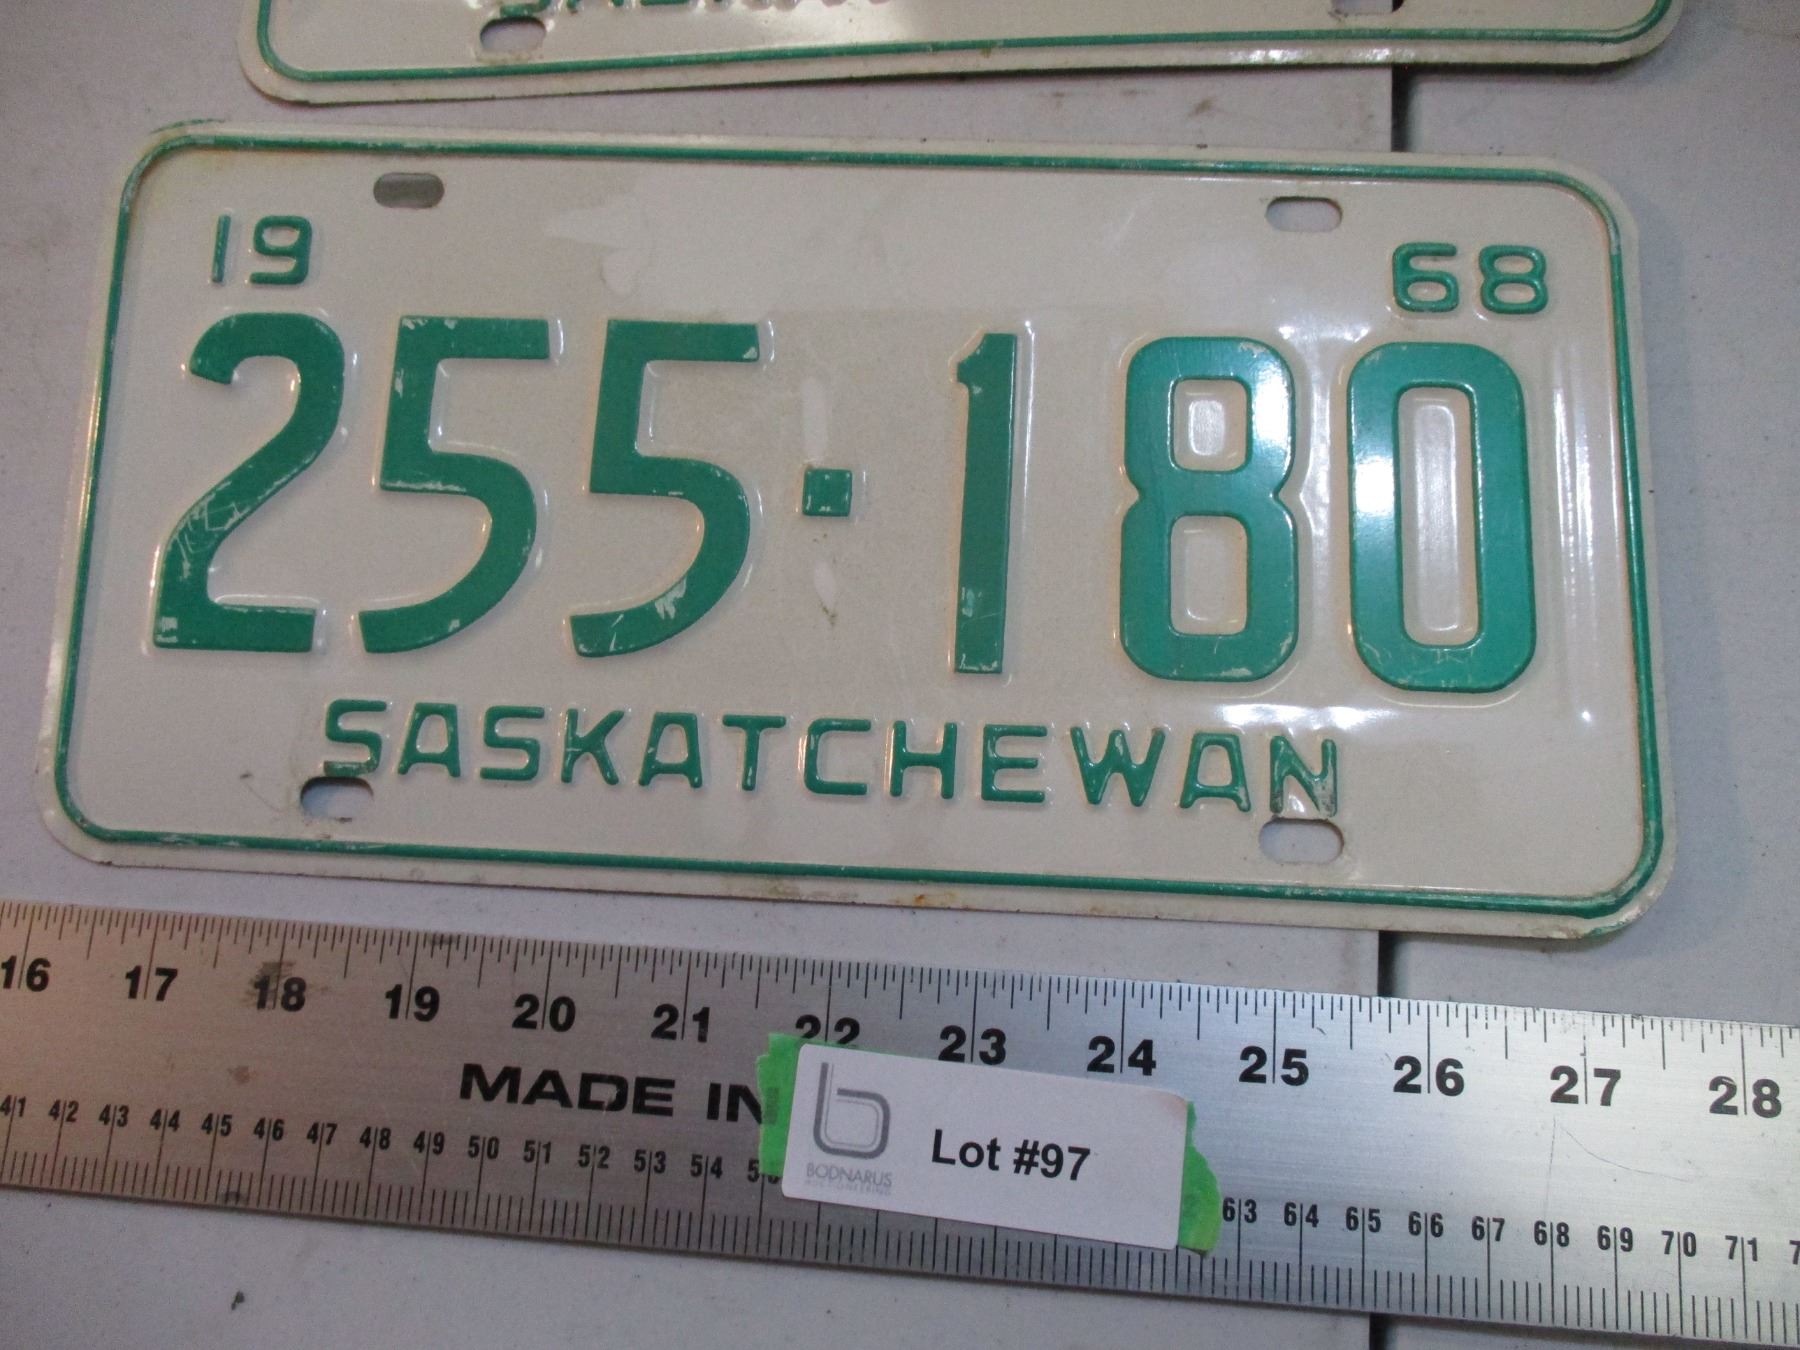 19 68
255·180
SASKATCHEWAN
16 17 18 19 20 21 22 23 24 25 26 27 28
MADE IN
41 42 43 44 45 46 47 48 49 50 51 52 53 54 63 64 65 66 67 68 69 70 71
Lot #97
BODNARUS
AUCTIONEERING